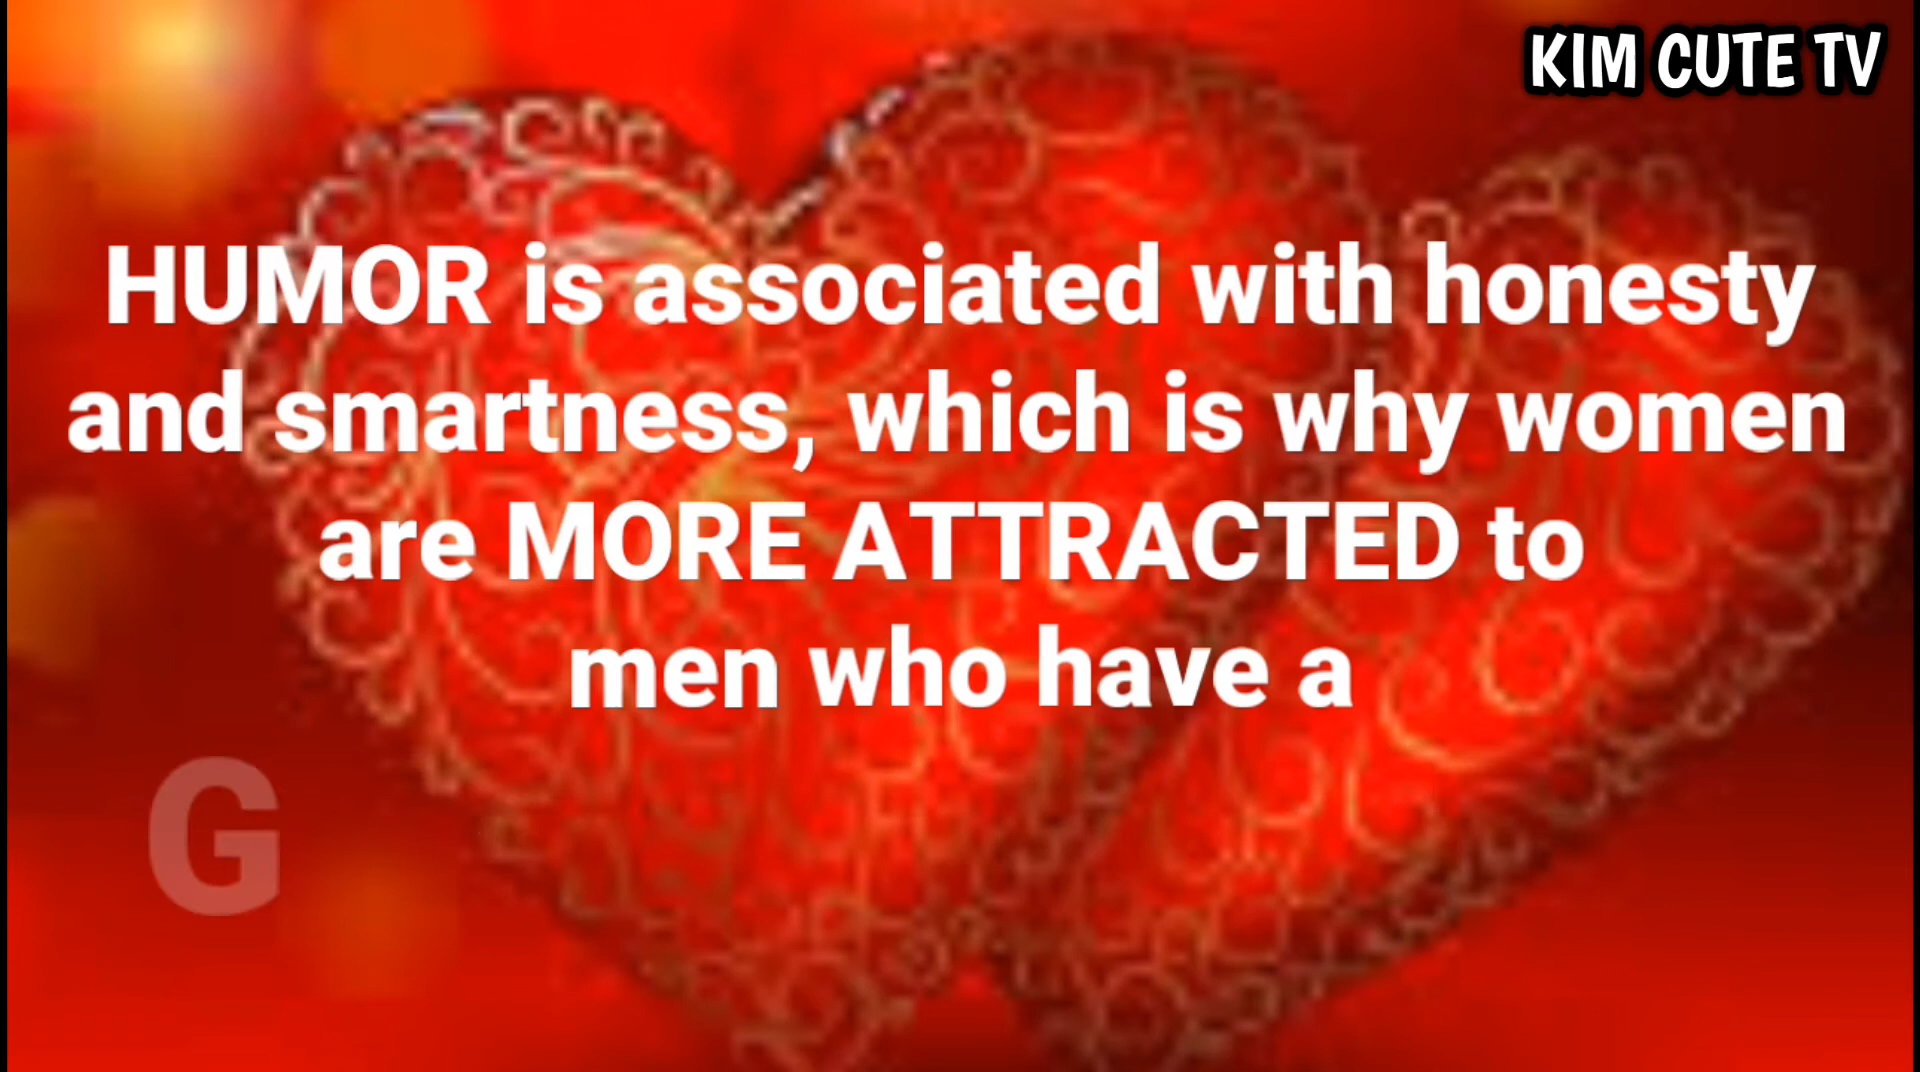 KIM CUTE TV
HUMOR is associated with honesty
and smartness, which is why women
are MORE ATTRACTED to
men who have a
G